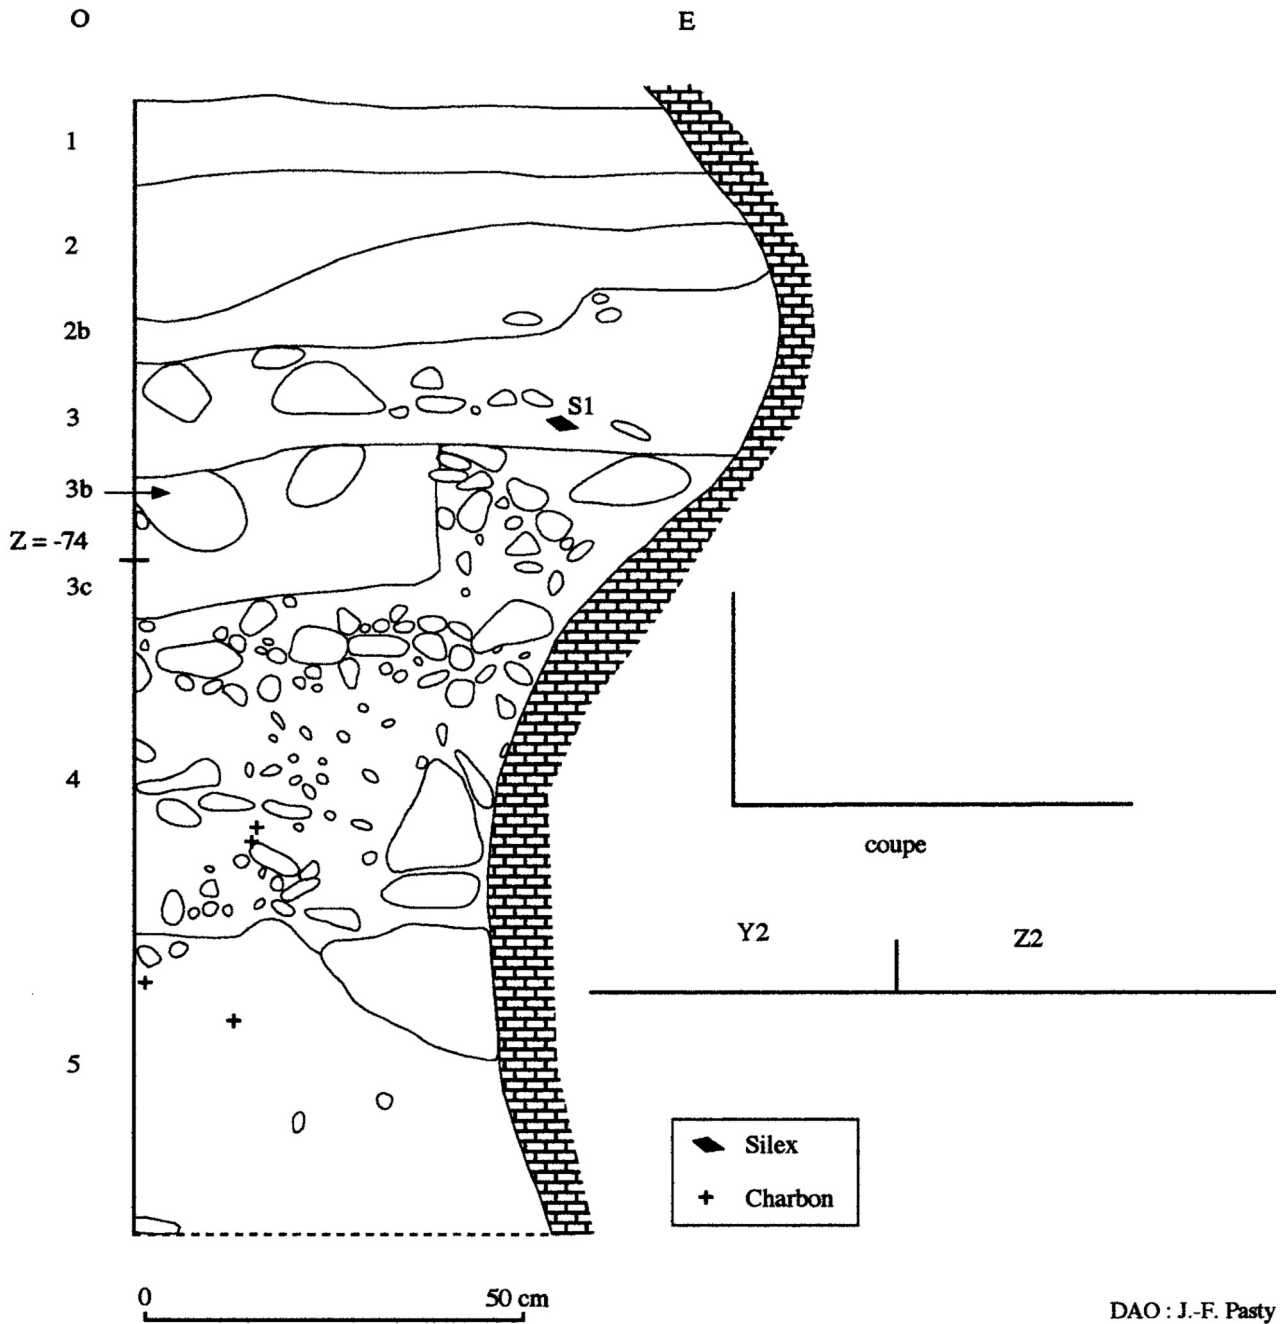 O
E
1
2
2b
S1
3
3b
Z = -74
3c
4
coupe
Y2
Z2
5
Silex
Charbon
0
50 cm
DAO : J.-F. Pasty